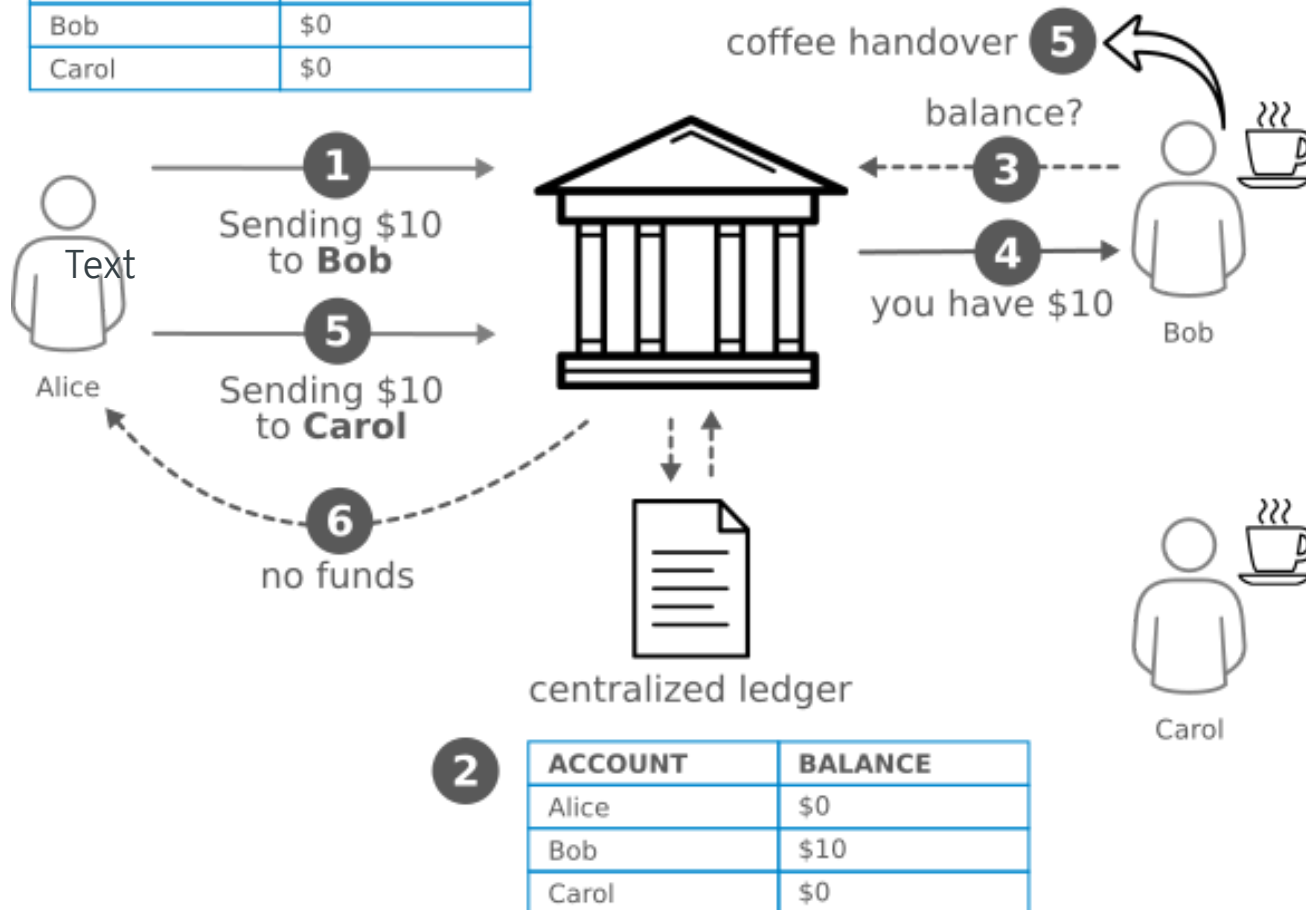 Bob $0
Carol $0
coffee handover 5
balance?
3
4
you have $10
Bob
1
Sending $10
to Bob
Text
5
Sending $10
to Carol
Alice
6
no funds
centralized ledger
Carol
2
ACCOUNT BALANCE
Alice $0
Bob $10
Carol $0